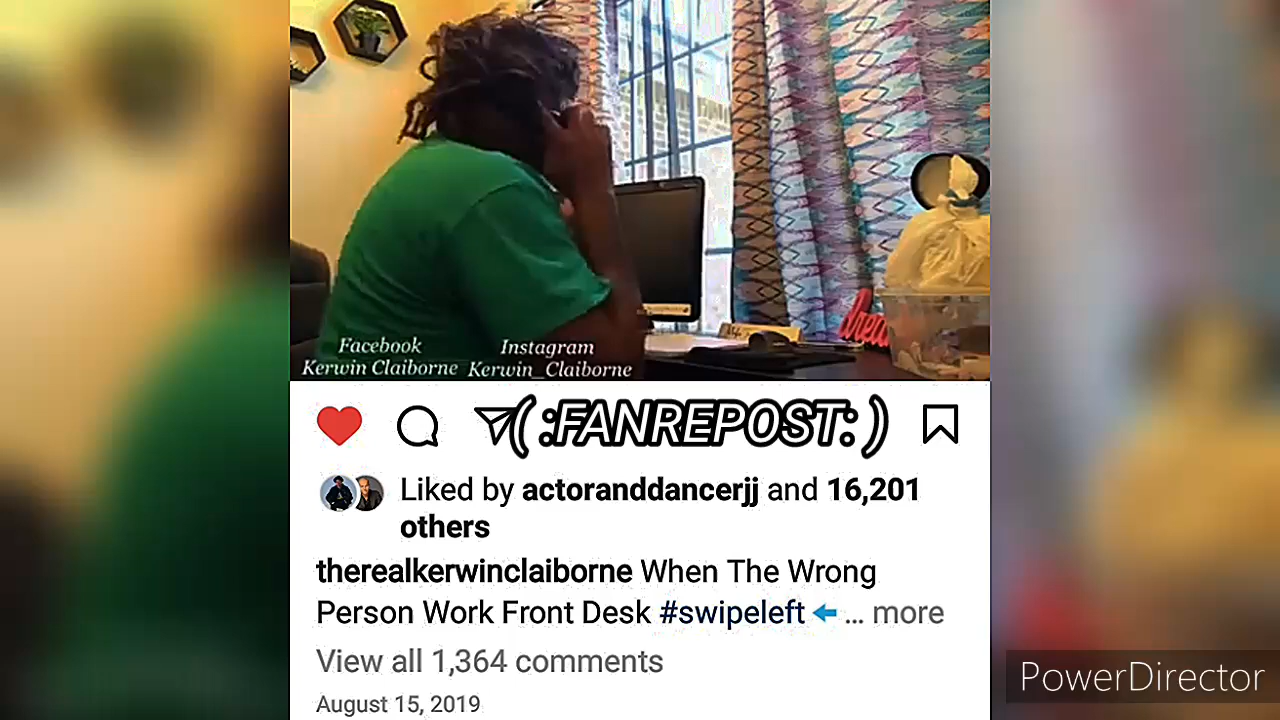 Facebook
Kerwin Claiborne
Instagram
Kerwin_Claiborne
(:FANREPOST:)
Liked by actoranddancerjj and 16,201
others
therealkerwinclaiborne When The Wrong
Person Work Front Desk #swipeleft ... more
View all 1,364 comments
August 15, 2019
PowerDirector